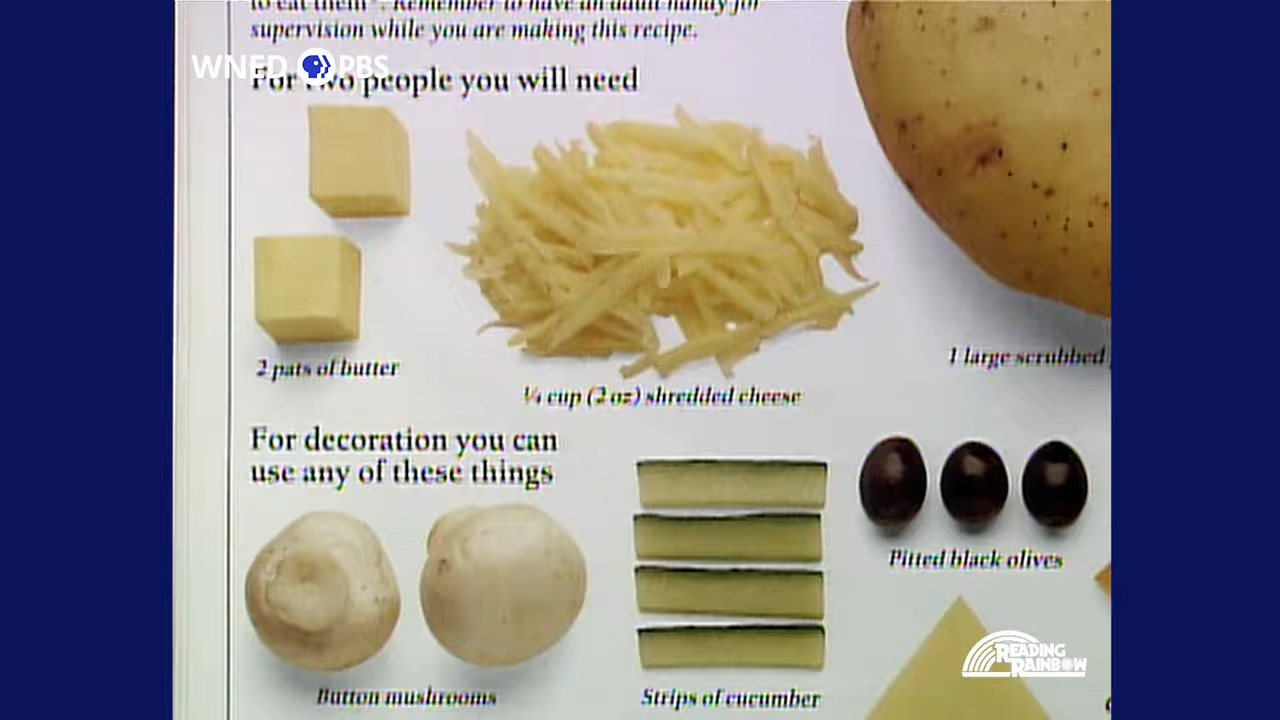 to eat them". Remember to have an adult handy for
supervision while you are making this recipe.
WNED PBS
For two people you will need
2 pats of butter
1 large scrubbed
¼ cup (2 oz) shredded cheese
For decoration you can
use any of these things
Pitted black olives
READING
RAINBOW
Button mushrooms
Strips of cucumber